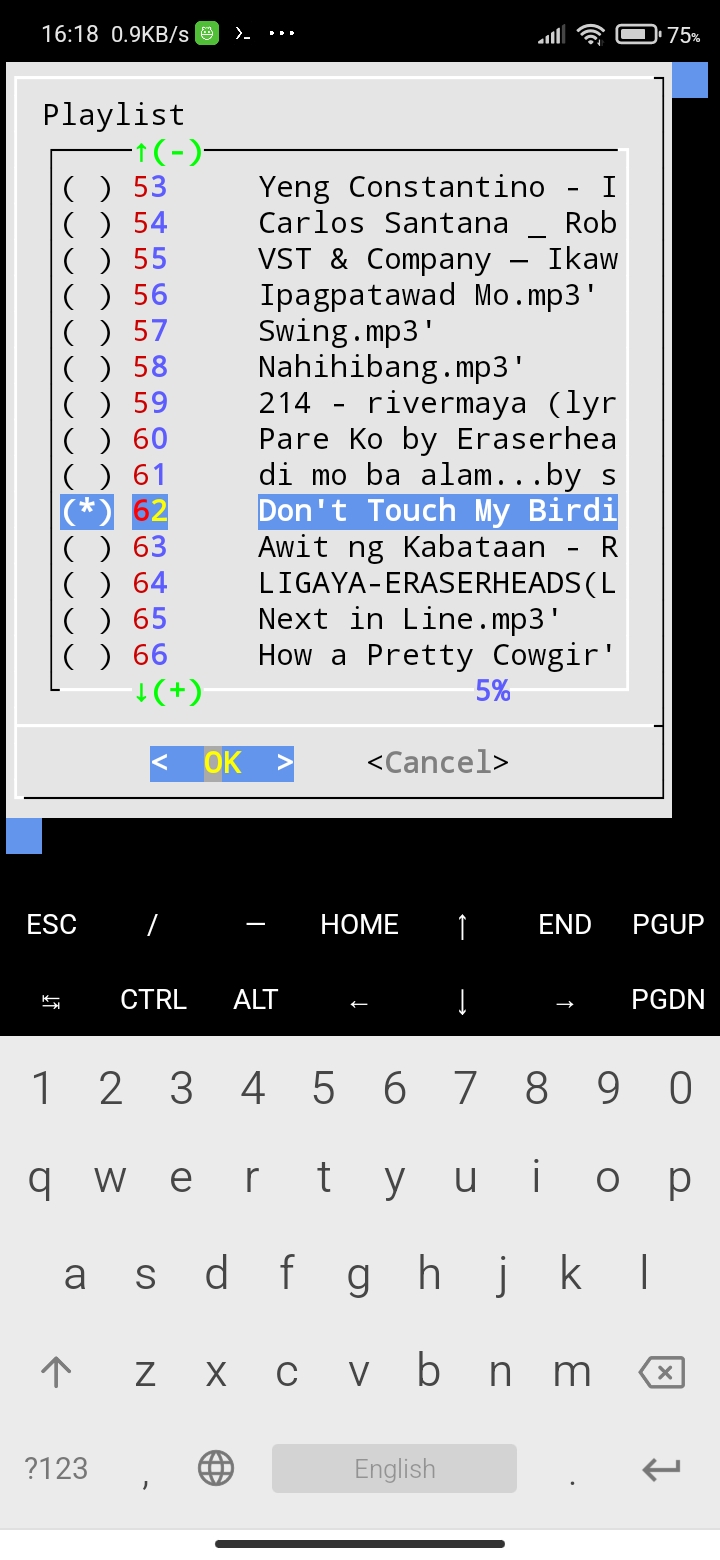 16:18 0.9KB/s 75%
Playlist
↑(-)
( ) 53 Yeng Constantino - I
( ) 54 Carlos Santana _ Rob
( ) 55 VST & Company – Ikaw
( ) 56 Ipagpatawad Mo.mp3'
( ) 57 Swing.mp3'
( ) 58 Nahihibang.mp3'
( ) 59 214 - rivermaya (lyr
( ) 60 Pare Ko by Eraserhea
( ) 61 di mo ba alam...by s
(*) 62 Don't Touch My Birdi
( ) 63 Awit ng Kabataan - R
( ) 64 LIGAYA-ERASERHEADS(L
( ) 65 Next in Line.mp3'
( ) 66 How a Pretty Cowgir'
↓(+) 5%
< OK > <Cancel>
ESC / — HOME ↑ END PGUP
↹ CTRL ALT ← ↓ → PGDN
1 2 3 4 5 6 7 8 9 0
q w e r t y u i o p
a s d f g h j k l
z x c v b n m
?123 , English .